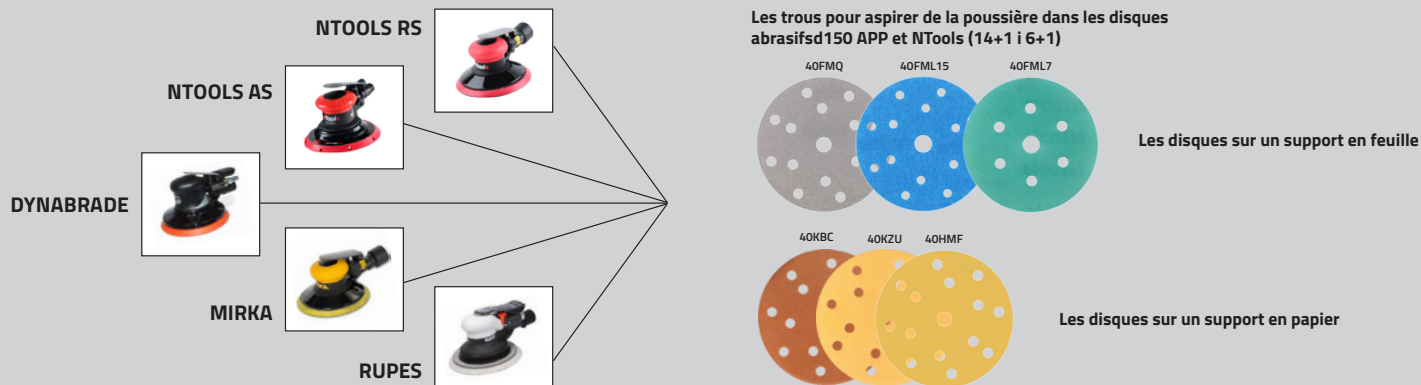 NTOOLS RS
NTOOLS AS
DYNABRADE
MIRKA
RUPES
Les trous pour aspirer de la poussière dans les disques
abrasifsd150 APP et NTools (14+1 i 6+1)
40FMQ
40FML15
40FML7
Les disques sur un support en feuille
40KBC
40KZU
40HMF
Les disques sur un support en papier